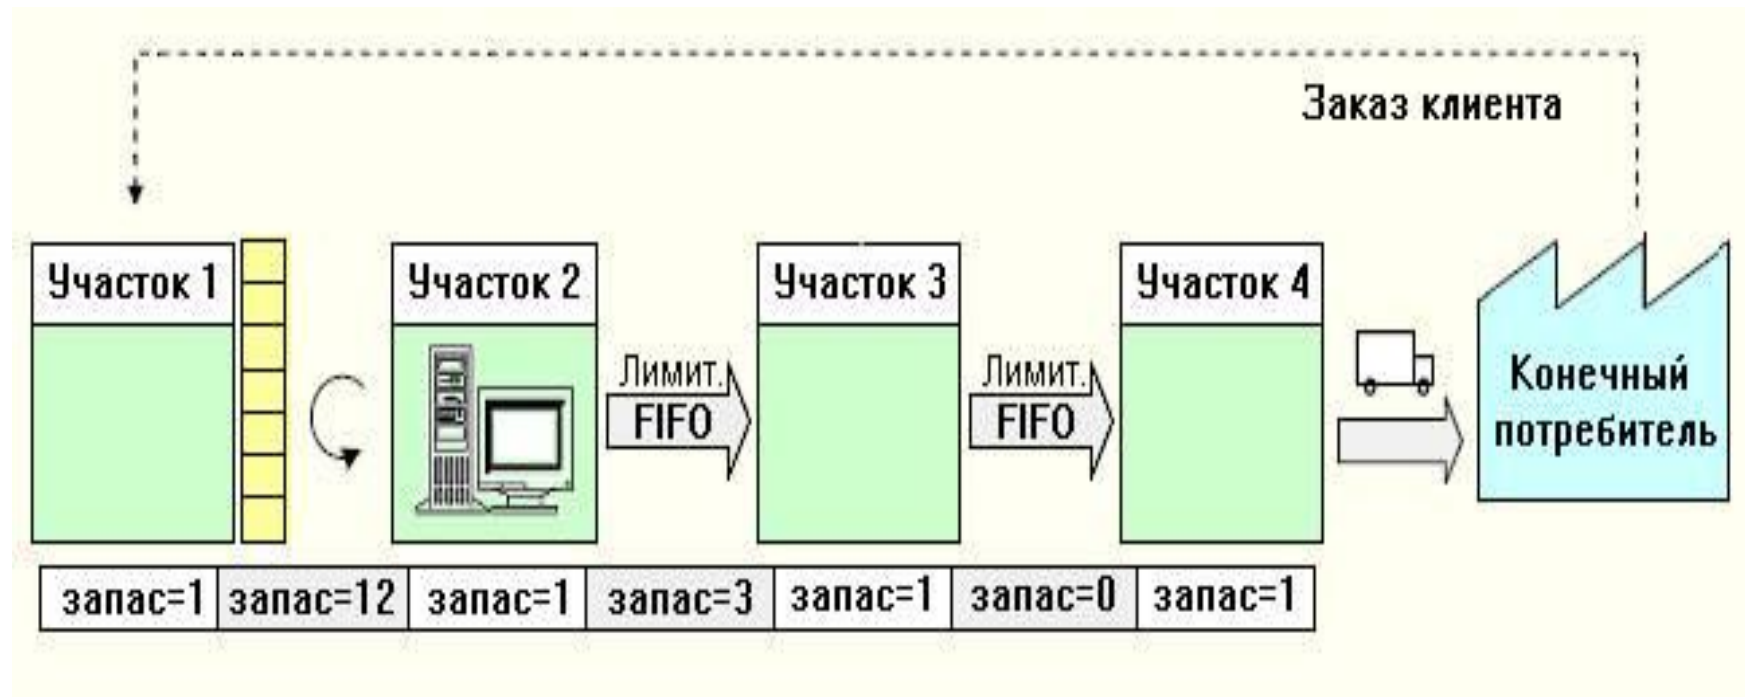 Заказ клиента
Участок 1
Участок 2
Участок 3
Участок 4
Лимит.
FIFO
Лимит.
FIFO
Конечный
потребитель
запас=1
запас=12
запас=1
запас=3
запас=1
запас=0
запас=1